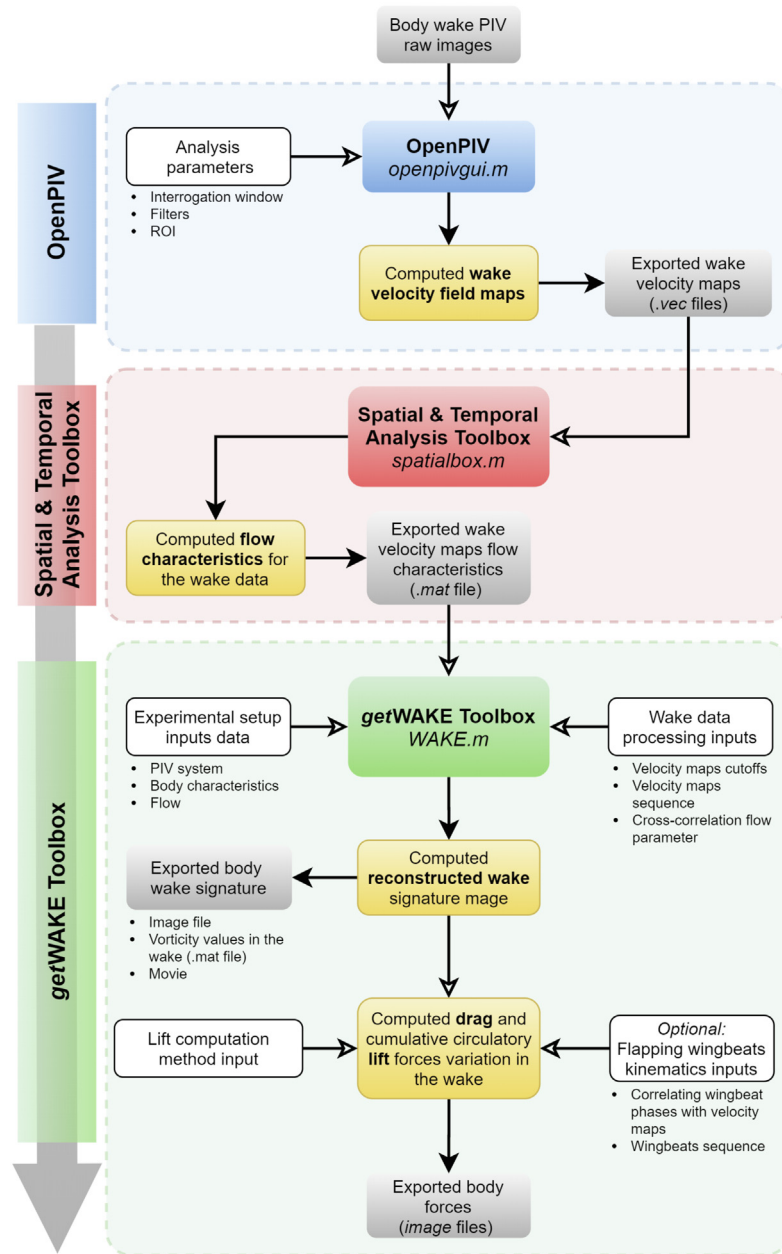 Body wake PIV
raw images
OpenPIV
Analysis
parameters
• Interrogation window
• Filters
• ROI
OpenPIV
openpivgui.m
Computed wake
velocity field maps
Exported wake
velocity maps
(.vec files)
Spatial & Temporal
Analysis Toolbox
Spatial & Temporal
Analysis Toolbox
spatialbox.m
Computed flow
characteristics for
the wake data
Exported wake
velocity maps flow
characteristics
(.mat file)
getWAKE Toolbox
Experimental setup
inputs data
• PIV system
• Body characteristics
• Flow
getWAKE Toolbox
WAKE.m
Wake data
processing inputs
• Velocity maps cutoffs
• Velocity maps
sequence
• Cross-correlation flow
parameter
Exported body
wake signature
• Image file
• Vorticity values in the
wake (.mat file)
• Movie
Computed
reconstructed wake
signature mage
Lift computation
method input
Computed drag and
cumulative circulatory
lift forces variation in
the wake
Optional:
Flapping wingbeats
kinematics inputs
• Correlating wingbeat
phases with velocity
maps
• Wingbeats sequence
Exported body
forces
(image files)